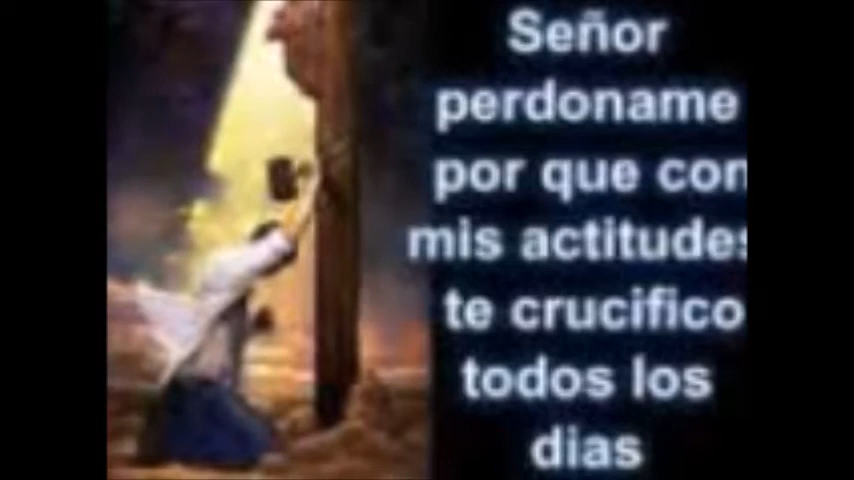 Señor
perdoname
por que con
mis actitudes
te crucifico
todos los
dias